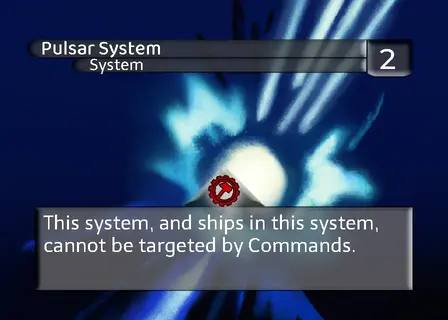 Pulsar System
System
2
This system, and ships in this system,
cannot be targeted by Commands.